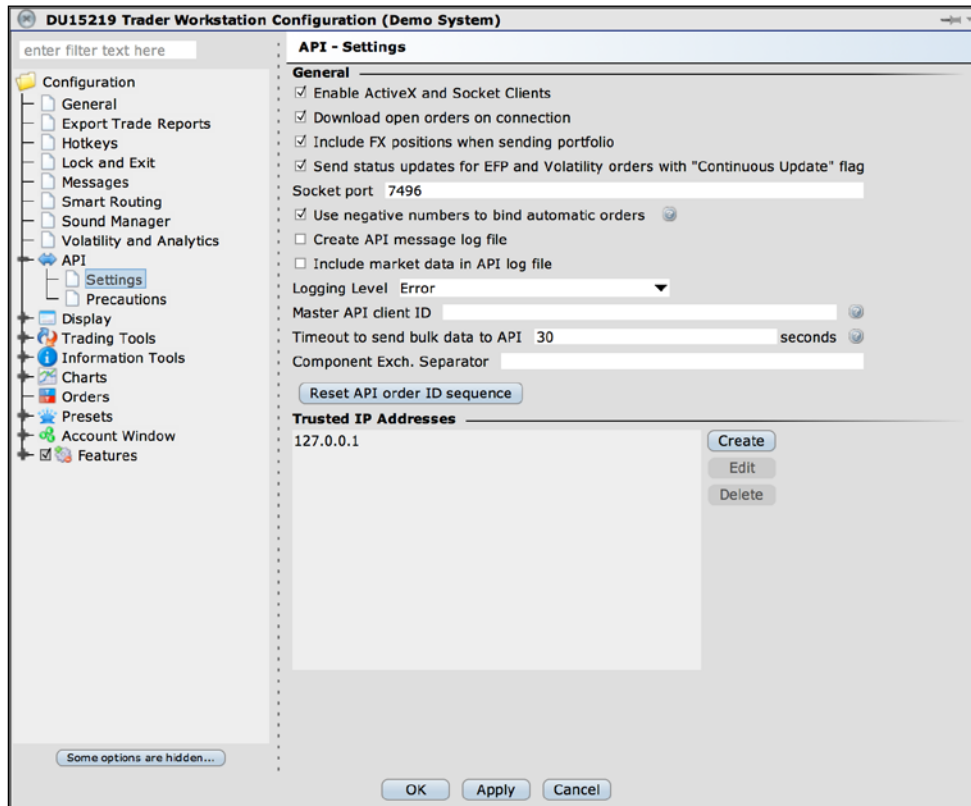 DU15219 Trader Workstation Configuration (Demo System)
enter filter text here
Configuration
General
Export Trade Reports
Hotkeys
Lock and Exit
Messages
Smart Routing
Sound Manager
Volatility and Analytics
API
Settings
Precautions
Display
Trading Tools
Information Tools
Charts
Orders
Presets
Account Window
Features
Some options are hidden...
API - Settings
General
Enable ActiveX and Socket Clients
Download open orders on connection
Include FX positions when sending portfolio
Send status updates for EFP and Volatility orders with "Continuous Update" flag
Socket port 7496
Use negative numbers to bind automatic orders ?
Create API message log file
Include market data in API log file
Logging Level Error
Master API client ID ?
Timeout to send bulk data to API 30 seconds ?
Component Exch. Separator
Reset API order ID sequence
Trusted IP Addresses
127.0.0.1
Create
Edit
Delete
OK Apply Cancel